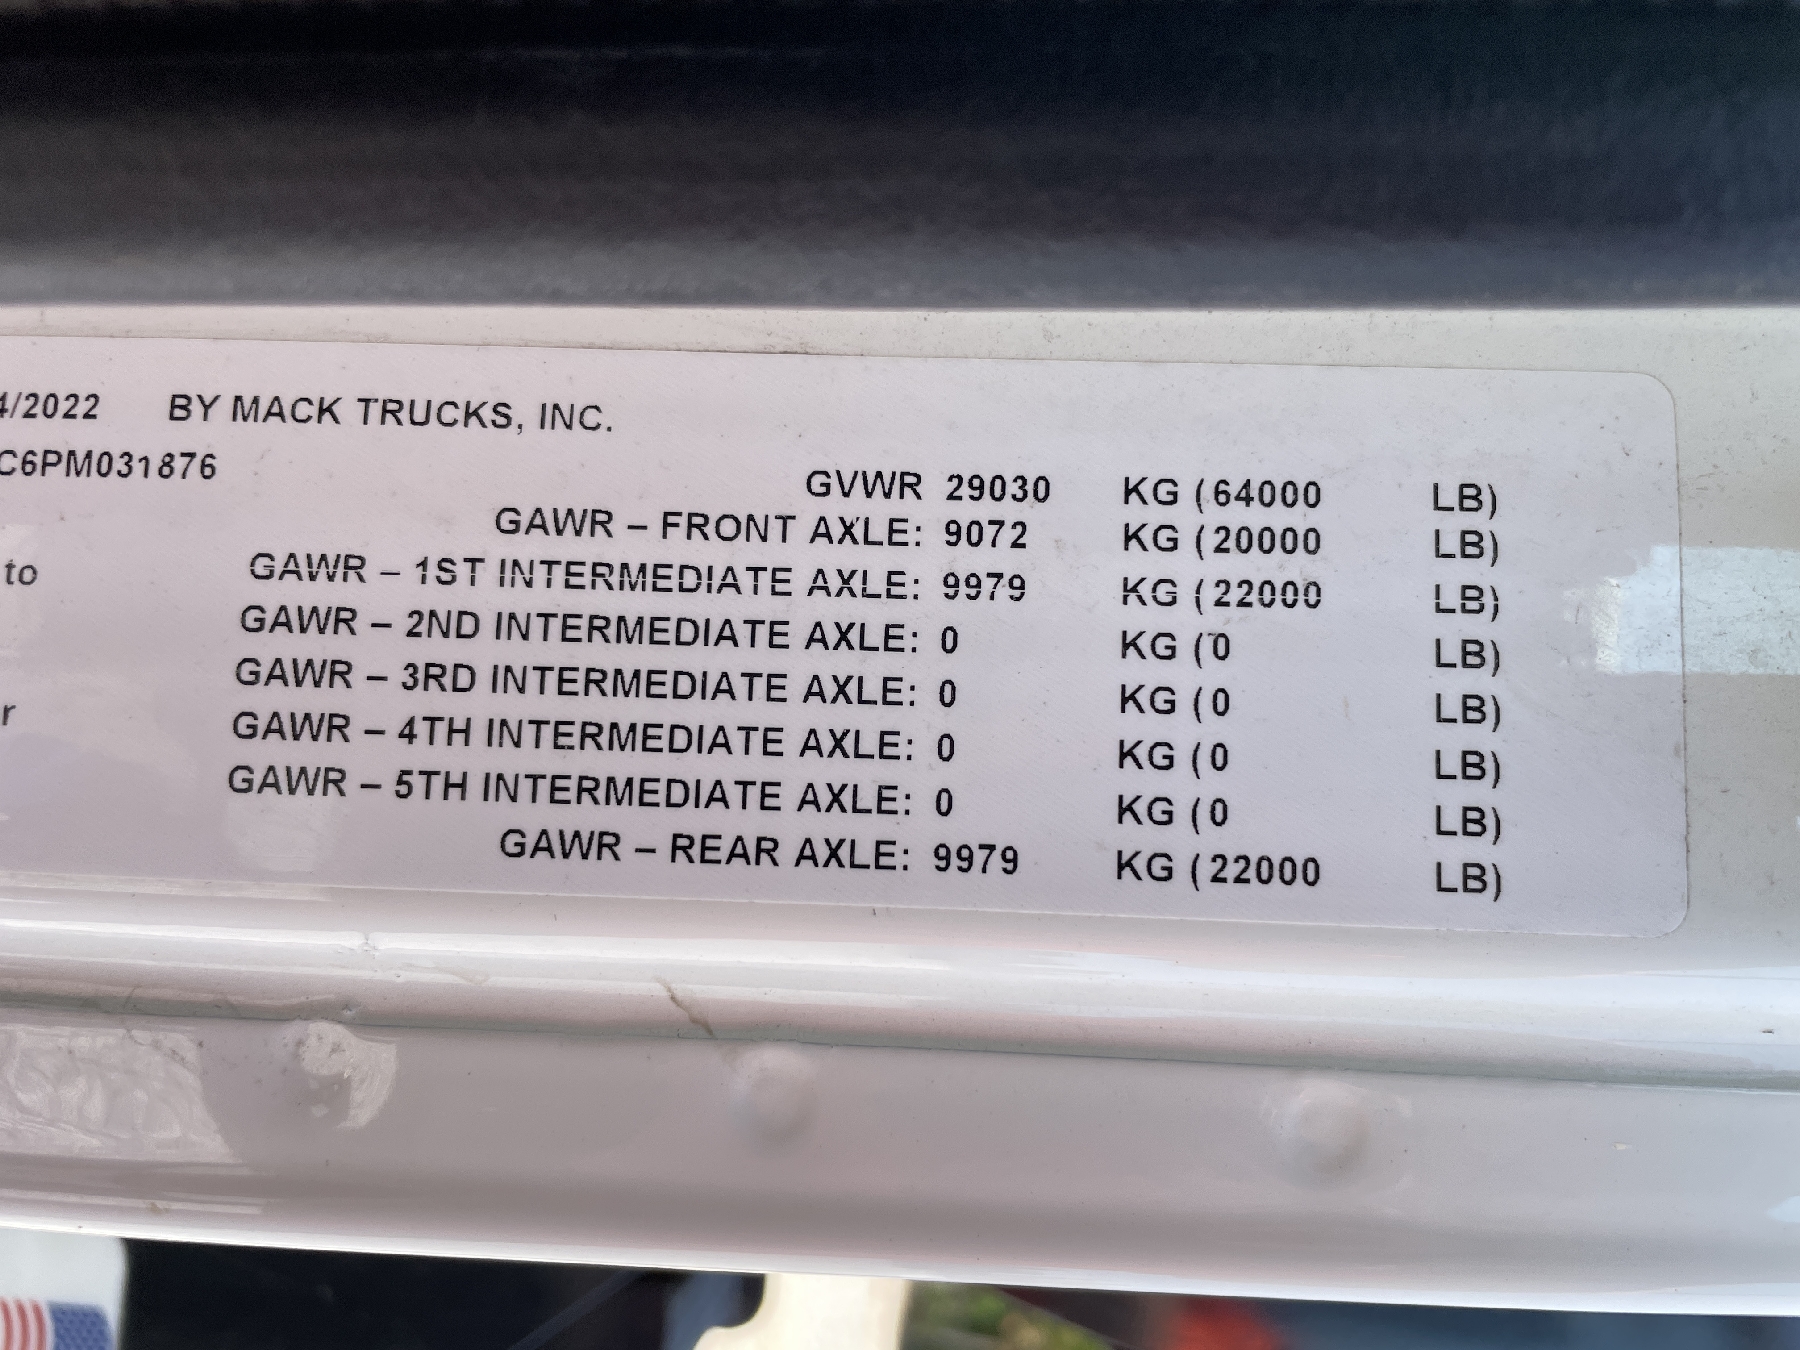 4/2022 BY MACK TRUCKS, INC.
C6PM031876
GVWR 29030 KG (64000 LB)
GAWR – FRONT AXLE: 9072 KG (20000 LB)
to
GAWR – 1ST INTERMEDIATE AXLE: 9979 KG (22000 LB)
GAWR – 2ND INTERMEDIATE AXLE: 0 KG (0 LB)
GAWR – 3RD INTERMEDIATE AXLE: 0 KG (0 LB)
r
GAWR – 4TH INTERMEDIATE AXLE: 0 KG (0 LB)
GAWR – 5TH INTERMEDIATE AXLE: 0 KG (0 LB)
GAWR – REAR AXLE: 9979 KG (22000 LB)